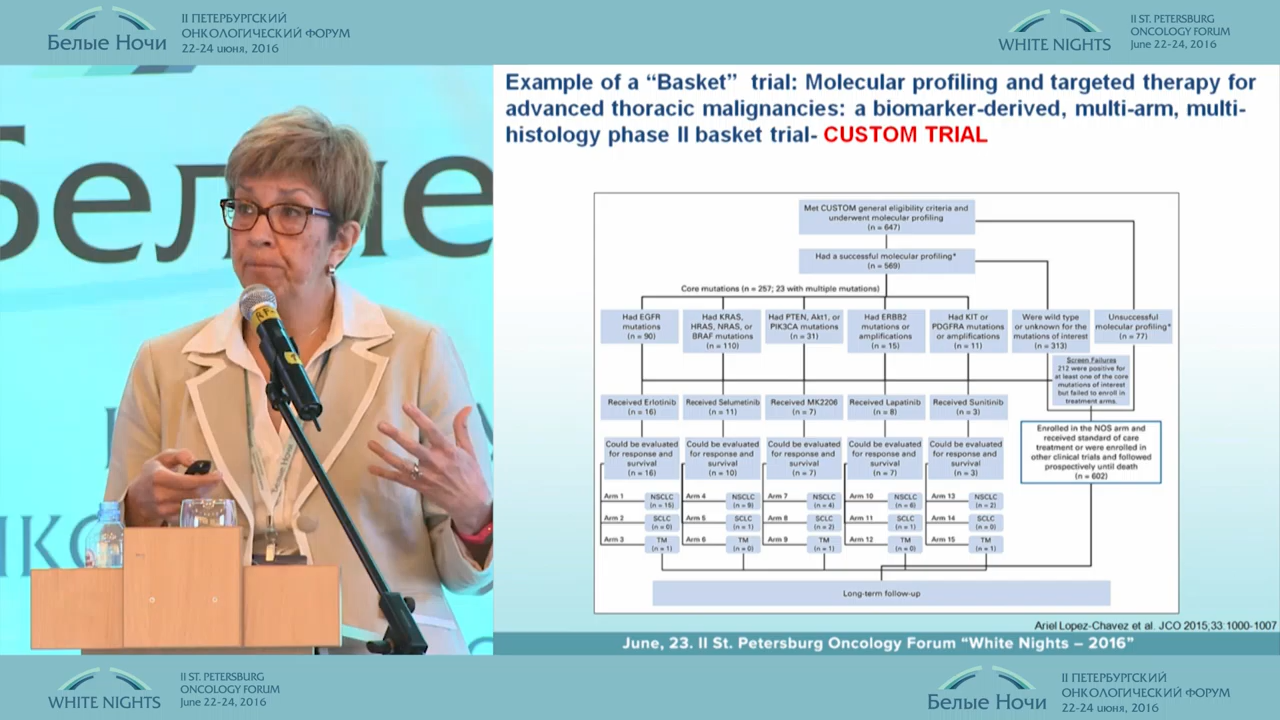 II ПЕТЕРБУРГСКИЙ
ОНКОЛОГИЧЕСКИЙ ФОРУМ
22-24 июня, 2016
Белые Ночи
II ST. PETERSBURG
ONCOLOGY FORUM
June 22-24, 2016
WHITE NIGHTS
Example of a “Basket” trial: Molecular profiling and targeted therapy for
advanced thoracic malignancies: a biomarker-derived, multi-arm, multi-
histology phase II basket trial- CUSTOM TRIAL
Met CUSTOM general eligibility criteria and
underwent molecular profiling
(n = 647)
Had a successful molecular profiling*
(n = 569)
Core mutations (n = 257; 23 with multiple mutations)
Had EGFR
mutations
(n = 90)
Had KRAS,
HRAS, NRAS, or
BRAF mutations
(n = 110)
Had PTEN, Akt1, or
PIK3CA mutations
(n = 31)
Had ERBB2
mutations or
amplifications
(n = 15)
Had KIT or
PDGFRA mutations
or amplifications
(n = 11)
Were wild type
or unknown for the
mutations of interest
(n = 313)
Unsuccessful
molecular profiling*
(n = 77)
Screen Failures
212 were positive for
at least one of the core
mutations of interest
but failed to enroll in
treatment arms.
Received Erlotinib
(n = 16)
Received Selumetinib
(n = 11)
Received MK2206
(n = 7)
Received Lapatinib
(n = 8)
Received Sunitinib
(n = 3)
Could be evaluated
for response and
survival
(n = 16)
Could be evaluated
for response and
survival
(n = 10)
Could be evaluated
for response and
survival
(n = 7)
Could be evaluated
for response and
survival
(n = 7)
Could be evaluated
for response and
survival
(n = 3)
Enrolled in the NOS arm and
received standard of care
treatment or were enrolled in
other clinical trials and followed
prospectively until death
(n = 602)
Arm 1 NSCLC
(n = 15)
Arm 2 SCLC
(n = 0)
Arm 3 TM
(n = 1)
Arm 4 NSCLC
(n = 9)
Arm 5 SCLC
(n = 1)
Arm 6 TM
(n = 0)
Arm 7 NSCLC
(n = 4)
Arm 8 SCLC
(n = 2)
Arm 9 TM
(n = 1)
Arm 10 NSCLC
(n = 6)
Arm 11 SCLC
(n = 1)
Arm 12 TM
(n = 0)
Arm 13 NSCLC
(n = 2)
Arm 14 SCLC
(n = 0)
Arm 15 TM
(n = 1)
Long-term follow-up
Ariel Lopez-Chavez et al. JCO 2015;33:1000-1007
June, 23. II St. Petersburg Oncology Forum “White Nights – 2016”
II ST. PETERSBURG
ONCOLOGY FORUM
June 22-24, 2016
WHITE NIGHTS
II ПЕТЕРБУРГСКИЙ
ОНКОЛОГИЧЕСКИЙ ФОРУМ
22-24 июня, 2016
Белые Ночи